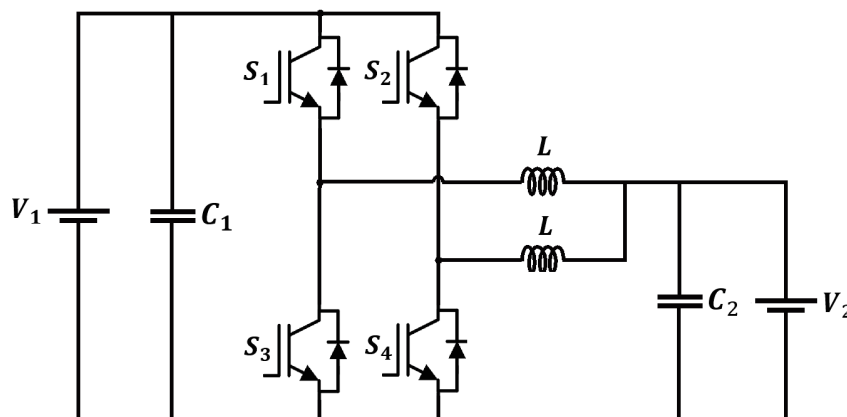 S₁
S₂
L
V₁
C₁
L
C₂
V₂
S₃
S₄